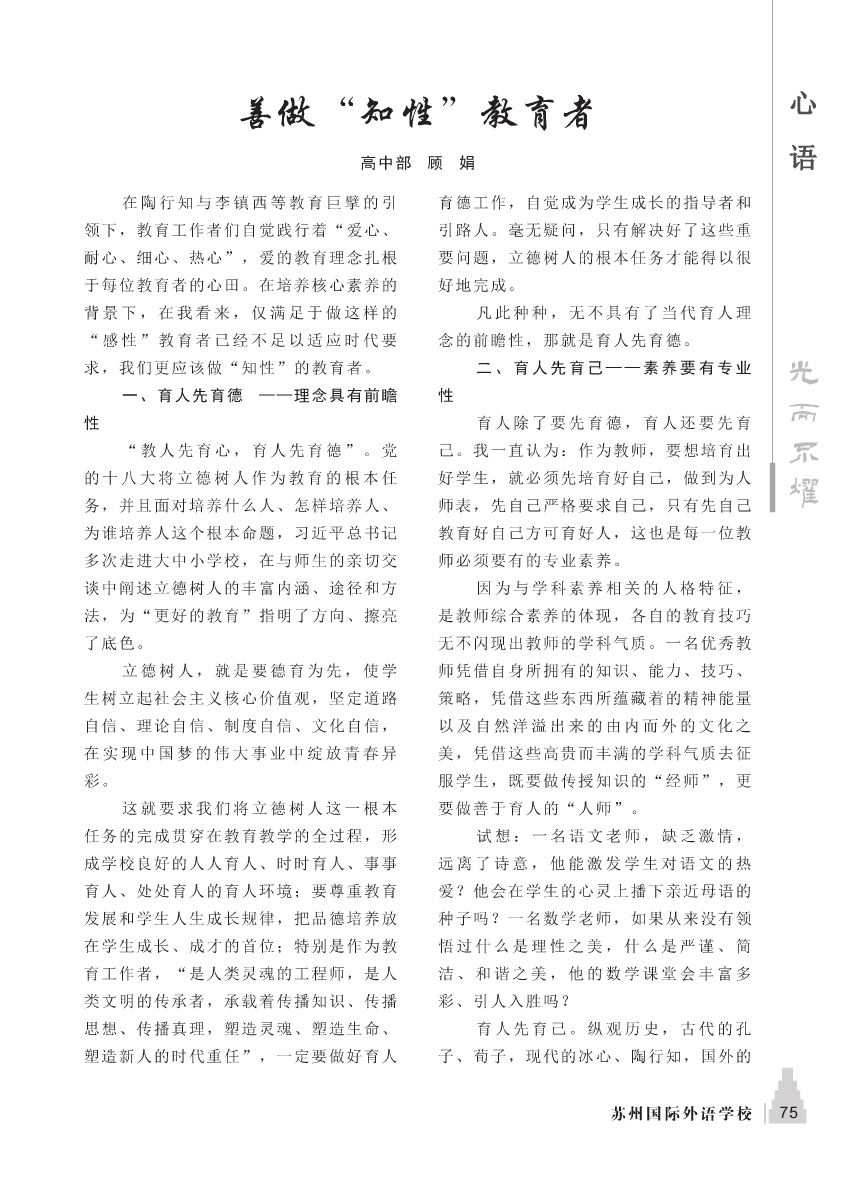 善做“知性”教育者
高中部 顾 娟
在陶行知与李镇西等教育巨擘的引
领下，教育工作者们自觉践行着“爱心、
耐心、细心、热心”，爱的教育理念扎根
于每位教育者的心田。在培养核心素养的
背景下，在我看来，仅满足于做这样的
“感性”教育者已经不足以适应时代要
求，我们更应该做“知性”的教育者。
一、育人先育德 ——理念具有前瞻
性
“教人先育心，育人先育德”。党
的十八大将立德树人作为教育的根本任
务，并且面对培养什么人、怎样培养人、
为谁培养人这个根本命题，习近平总书记
多次走进大中小学校，在与师生的亲切交
谈中阐述立德树人的丰富内涵、途径和方
法，为“更好的教育”指明了方向、擦亮
了底色。
立德树人，就是要德育为先，使学
生树立起社会主义核心价值观，坚定道路
自信、理论自信、制度自信、文化自信，
在实现中国梦的伟大事业中绽放青春异
彩。
这就要求我们将立德树人这一根本
任务的完成贯穿在教育教学的全过程，形
成学校良好的人人育人、时时育人、事事
育人、处处育人的育人环境；要尊重教育
发展和学生人生成长规律，把品德培养放
在学生成长、成才的首位；特别是作为教
育工作者，“是人类灵魂的工程师，是人
类文明的传承者，承载着传播知识、传播
思想、传播真理，塑造灵魂、塑造生命、
塑造新人的时代重任”，一定要做好育人
育德工作，自觉成为学生成长的指导者和
引路人。毫无疑问，只有解决好了这些重
要问题，立德树人的根本任务才能得以很
好地完成。
凡此种种，无不具有了当代育人理
念的前瞻性，那就是育人先育德。
二、育人先育己——素养要有专业
性
育人除了要先育德，育人还要先育
己。我一直认为：作为教师，要想培育出
好学生，就必须先培育好自己，做到为人
师表，先自己严格要求自己，只有先自己
教育好自己方可育好人，这也是每一位教
师必须要有的专业素养。
因为与学科素养相关的人格特征，
是教师综合素养的体现，各自的教育技巧
无不闪现出教师的学科气质。一名优秀教
师凭借自身所拥有的知识、能力、技巧、
策略，凭借这些东西所蕴藏着的精神能量
以及自然洋溢出来的由内而外的文化之
美，凭借这些高贵而丰满的学科气质去征
服学生，既要做传授知识的“经师”，更
要做善于育人的“人师”。
试想：一名语文老师，缺乏激情，
远离了诗意，他能激发学生对语文的热
爱？他会在学生的心灵上播下亲近母语的
种子吗？一名数学老师，如果从来没有领
悟过什么是理性之美，什么是严谨、简
洁、和谐之美，他的数学课堂会丰富多
彩、引人入胜吗？
育人先育己。纵观历史，古代的孔
子、荀子，现代的冰心、陶行知，国外的
心语
光而不耀
苏州国际外语学校 75